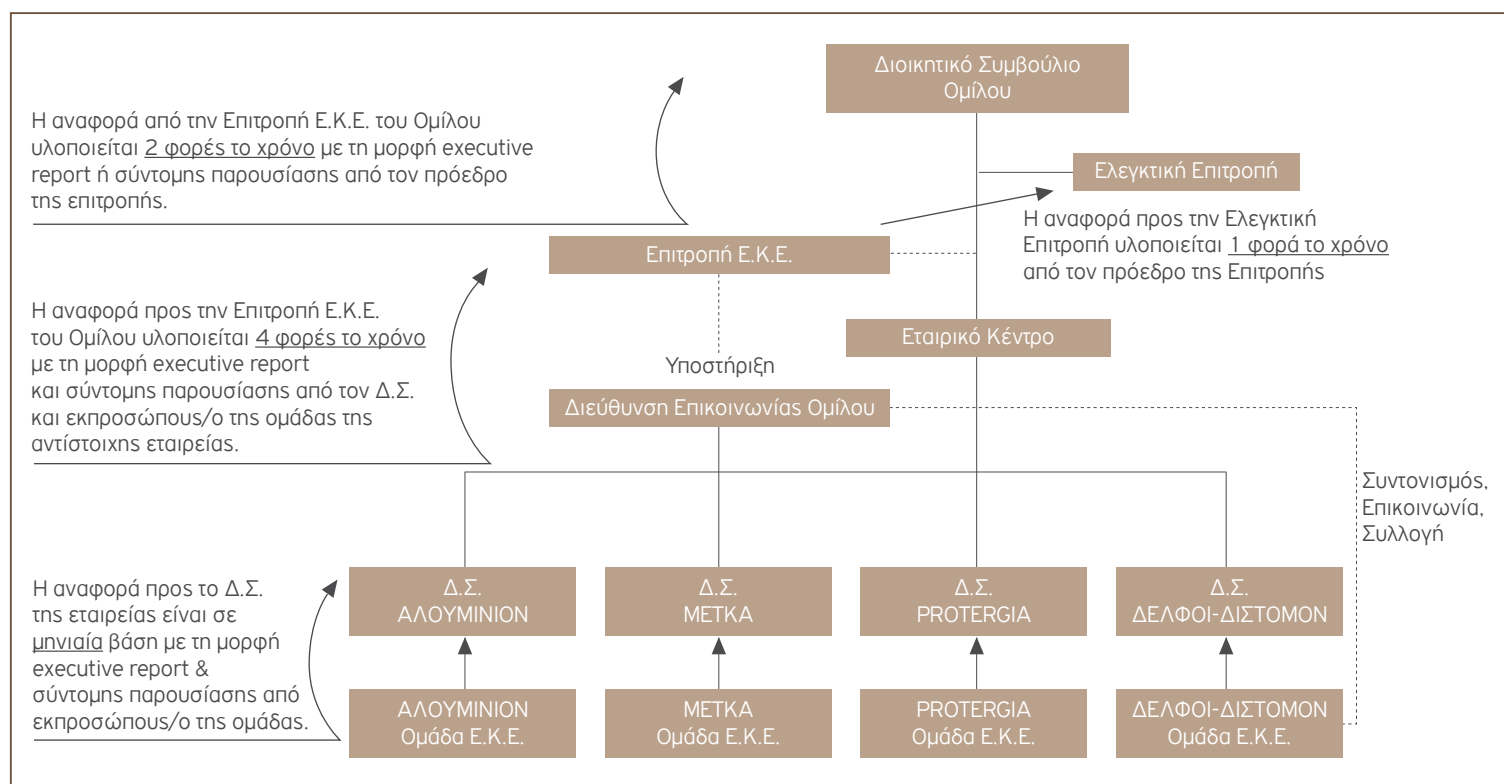 Διοικητικό Συμβούλιο
Ομίλου
Η αναφορά από την Επιτροπή Ε.Κ.Ε. του Ομίλου
υλοποιείται 2 φορές το χρόνο με τη μορφή executive
report ή σύντομης παρουσίασης από τον πρόεδρο
της επιτροπής.
Ελεγκτική Επιτροπή
Η αναφορά προς την Ελεγκτική
Επιτροπή υλοποιείται 1 φορά το χρόνο
από τον πρόεδρο της Επιτροπής
Επιτροπή Ε.Κ.Ε.
Η αναφορά προς την Επιτροπή Ε.Κ.Ε.
του Ομίλου υλοποιείται 4 φορές το χρόνο
με τη μορφή executive report
και σύντομης παρουσίασης από τον Δ.Σ.
και εκπροσώπους/ο της ομάδας της
αντίστοιχης εταιρείας.
Εταιρικό Κέντρο
Υποστήριξη
Διεύθυνση Επικοινωνίας Ομίλου
Συντονισμός,
Επικοινωνία,
Συλλογή
Η αναφορά προς το Δ.Σ.
της εταιρείας είναι σε
μηνιαία βάση με τη μορφή
executive report &
σύντομης παρουσίασης από
εκπροσώπους/ο της ομάδας.
Δ.Σ.
ΑΛΟΥΜΙΝΙΟΝ
Δ.Σ.
ΜΕΤΚΑ
Δ.Σ.
PROTERGIA
Δ.Σ.
ΔΕΛΦΟΙ-ΔΙΣΤΟΜΟΝ
ΑΛΟΥΜΙΝΙΟΝ
Ομάδα Ε.Κ.Ε.
ΜΕΤΚΑ
Ομάδα Ε.Κ.Ε.
PROTERGIA
Ομάδα Ε.Κ.Ε.
ΔΕΛΦΟΙ-ΔΙΣΤΟΜΟΝ
Ομάδα Ε.Κ.Ε.